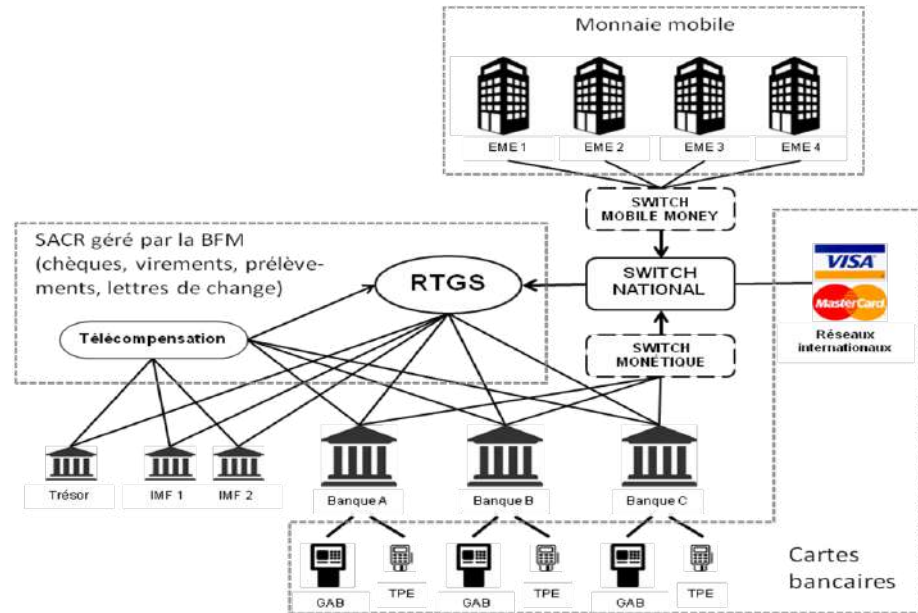 Monnaie mobile
EME 1
EME 2
EME 3
EME 4
SWITCH
MOBILE MONEY
SACR géré par la BFM
(chèques, virements, prélève-
ments, lettres de change)
RTGS
SWITCH
NATIONAL
VISA
MasterCard
Réseaux
internationaux
Télécompensation
SWITCH
MONÉTIQUE
Trésor
IMF 1
IMF 2
Banque A
Banque B
Banque C
GAB
TPE
GAB
TPE
GAB
TPE
Cartes
bancaires